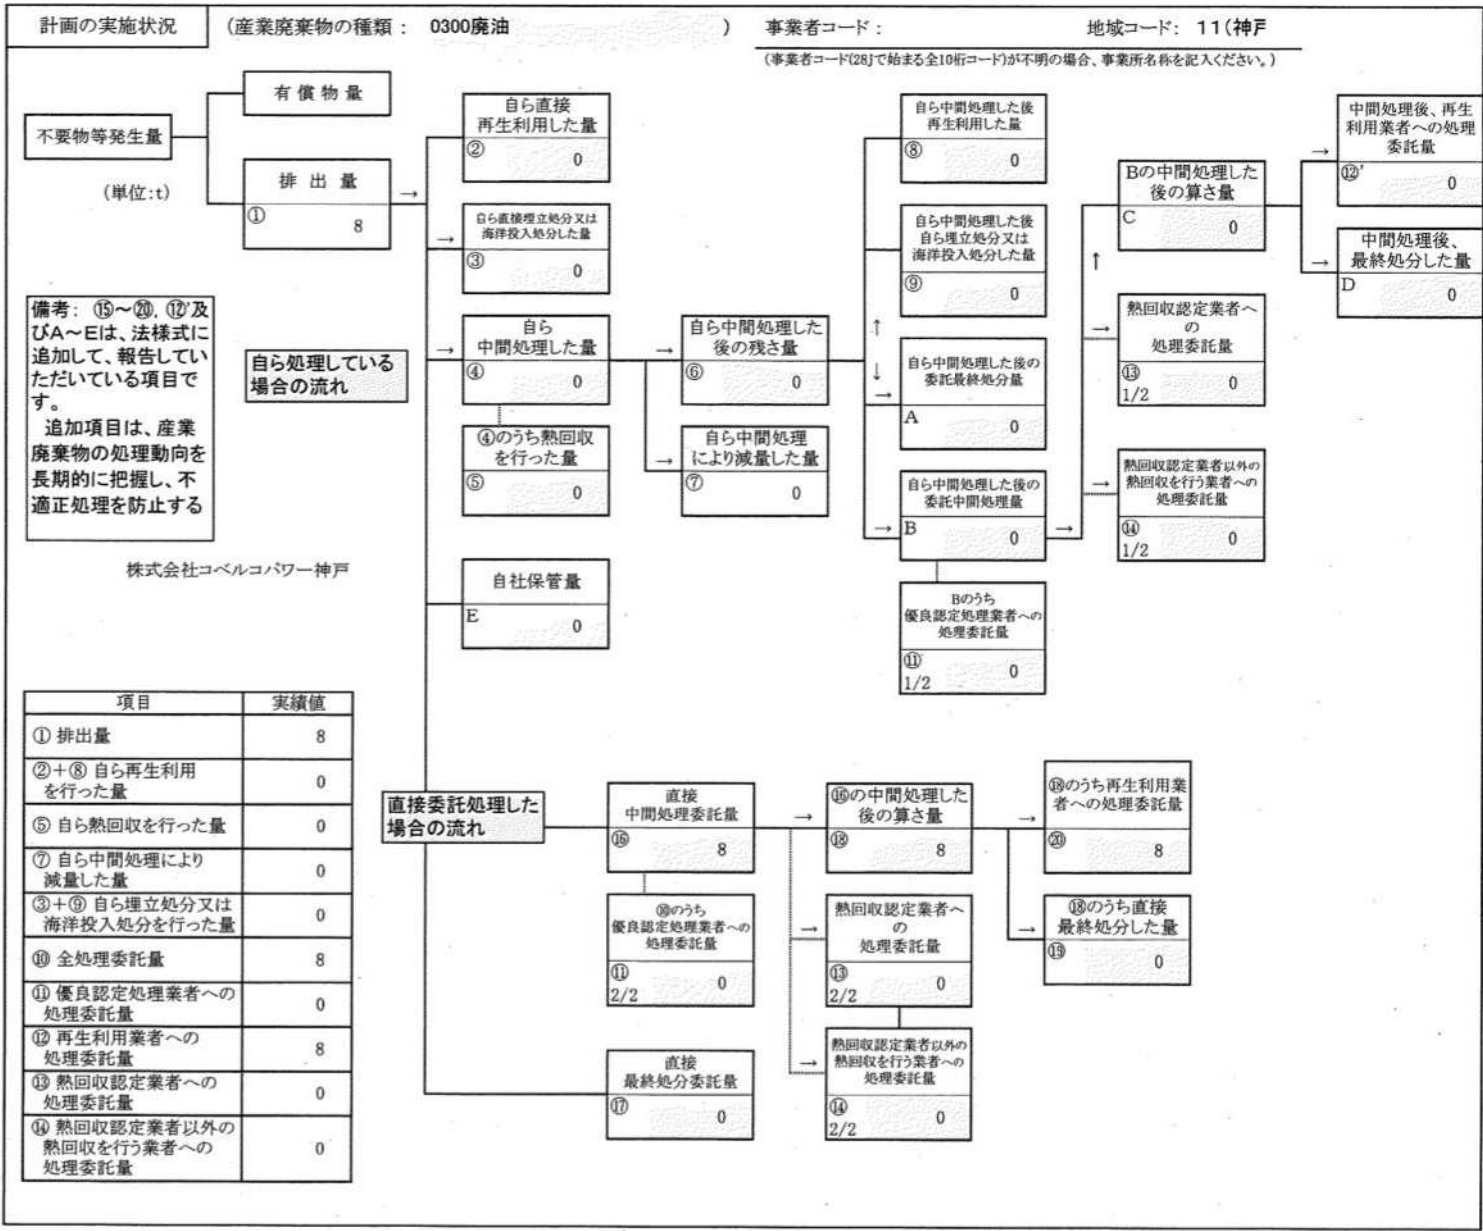 計画の実施状況
(産業廃棄物の種類： 0300廃油 )
事業者コード：
地域コード： 11(神戸
(事業者コード(28｣で始まる全10桁コード)が不明の場合、事業所名称を記入ください。)
不要物等発生量
(単位:t)
有償物量
排出量
① 8
→
自ら直接
再生利用した量
② 0
→
自ら直接埋立処分又は
海洋投入処分した量
③ 0
→
自ら
中間処理した量
④ 0
④のうち熱回収
を行った量
⑤ 0
→
自ら中間処理した
後の残さ量
⑥ 0
→
自ら中間処理
により減量した量
⑦ 0
自ら中間処理した後
再生利用した量
⑧ 0
自ら中間処理した後
自ら埋立処分又は
海洋投入処分した量
⑨ 0
↑
↓
→
自ら中間処理した後の
委託最終処分量
A 0
→
自ら中間処理した後の
委託中間処理量
B 0
Bのうち
優良認定処理業者への
処理委託量
⑪ 0
1/2
→
↑
Bの中間処理した
後の算さ量
C 0
→
熱回収認定業者へ
の
処理委託量
⑬ 0
1/2
→
熱回収認定業者以外の
熱回収を行う業者への
処理委託量
⑭ 0
1/2
→
中間処理後、再生
利用業者への処理
委託量
⑫' 0
→
中間処理後、
最終処分した量
D 0
備考： ⑮～⑳, ⑫'及
びA～Eは、法様式に
追加して、報告してい
ただいている項目で
す。
追加項目は、産業
廃棄物の処理動向を
長期的に把握し、不
適正処理を防止する
自ら処理している
場合の流れ
株式会社コベルコパワー神戸
自社保管量
E 0
項目 実績値
① 排出量 8
②＋⑧ 自ら再生利用
を行った量 0
⑤ 自ら熱回収を行った量 0
⑦ 自ら中間処理により
減量した量 0
③＋⑨ 自ら埋立処分又は
海洋投入処分を行った量 0
⑩ 全処理委託量 8
⑪ 優良認定処理業者への
処理委託量 0
⑫ 再生利用業者への
処理委託量 8
⑬ 熱回収認定業者への
処理委託量 0
⑭ 熱回収認定業者以外の
熱回収を行う業者への
処理委託量 0
直接委託処理した
場合の流れ
直接
中間処理委託量
⑯ 8
⑩のうち
優良認定処理業者への
処理委託量
⑪ 0
2/2
直接
最終処分委託量
⑰ 0
→
⑯の中間処理した
後の算さ量
⑱ 8
→
熱回収認定業者へ
の
処理委託量
⑬ 0
2/2
→
熱回収認定業者以外の
熱回収を行う業者への
処理委託量
⑭ 0
2/2
→
⑱のうち再生利用業
者への処理委託量
⑳ 8
→
⑱のうち直接
最終処分した量
⑲ 0